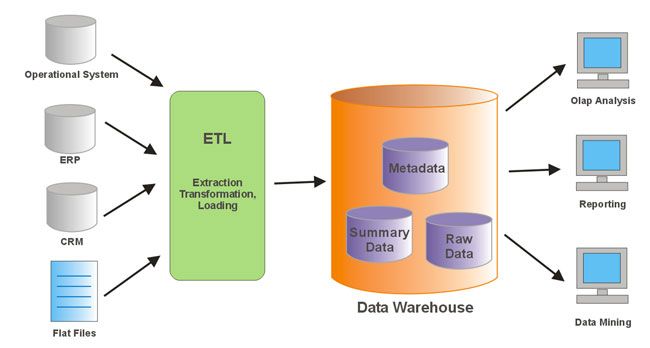 Operational System
ERP
CRM
Flat Files
ETL
Extraction
Transformation,
Loading
Metadata
Summary
Data
Raw
Data
Data Warehouse
Olap Analysis
Reporting
Data Mining